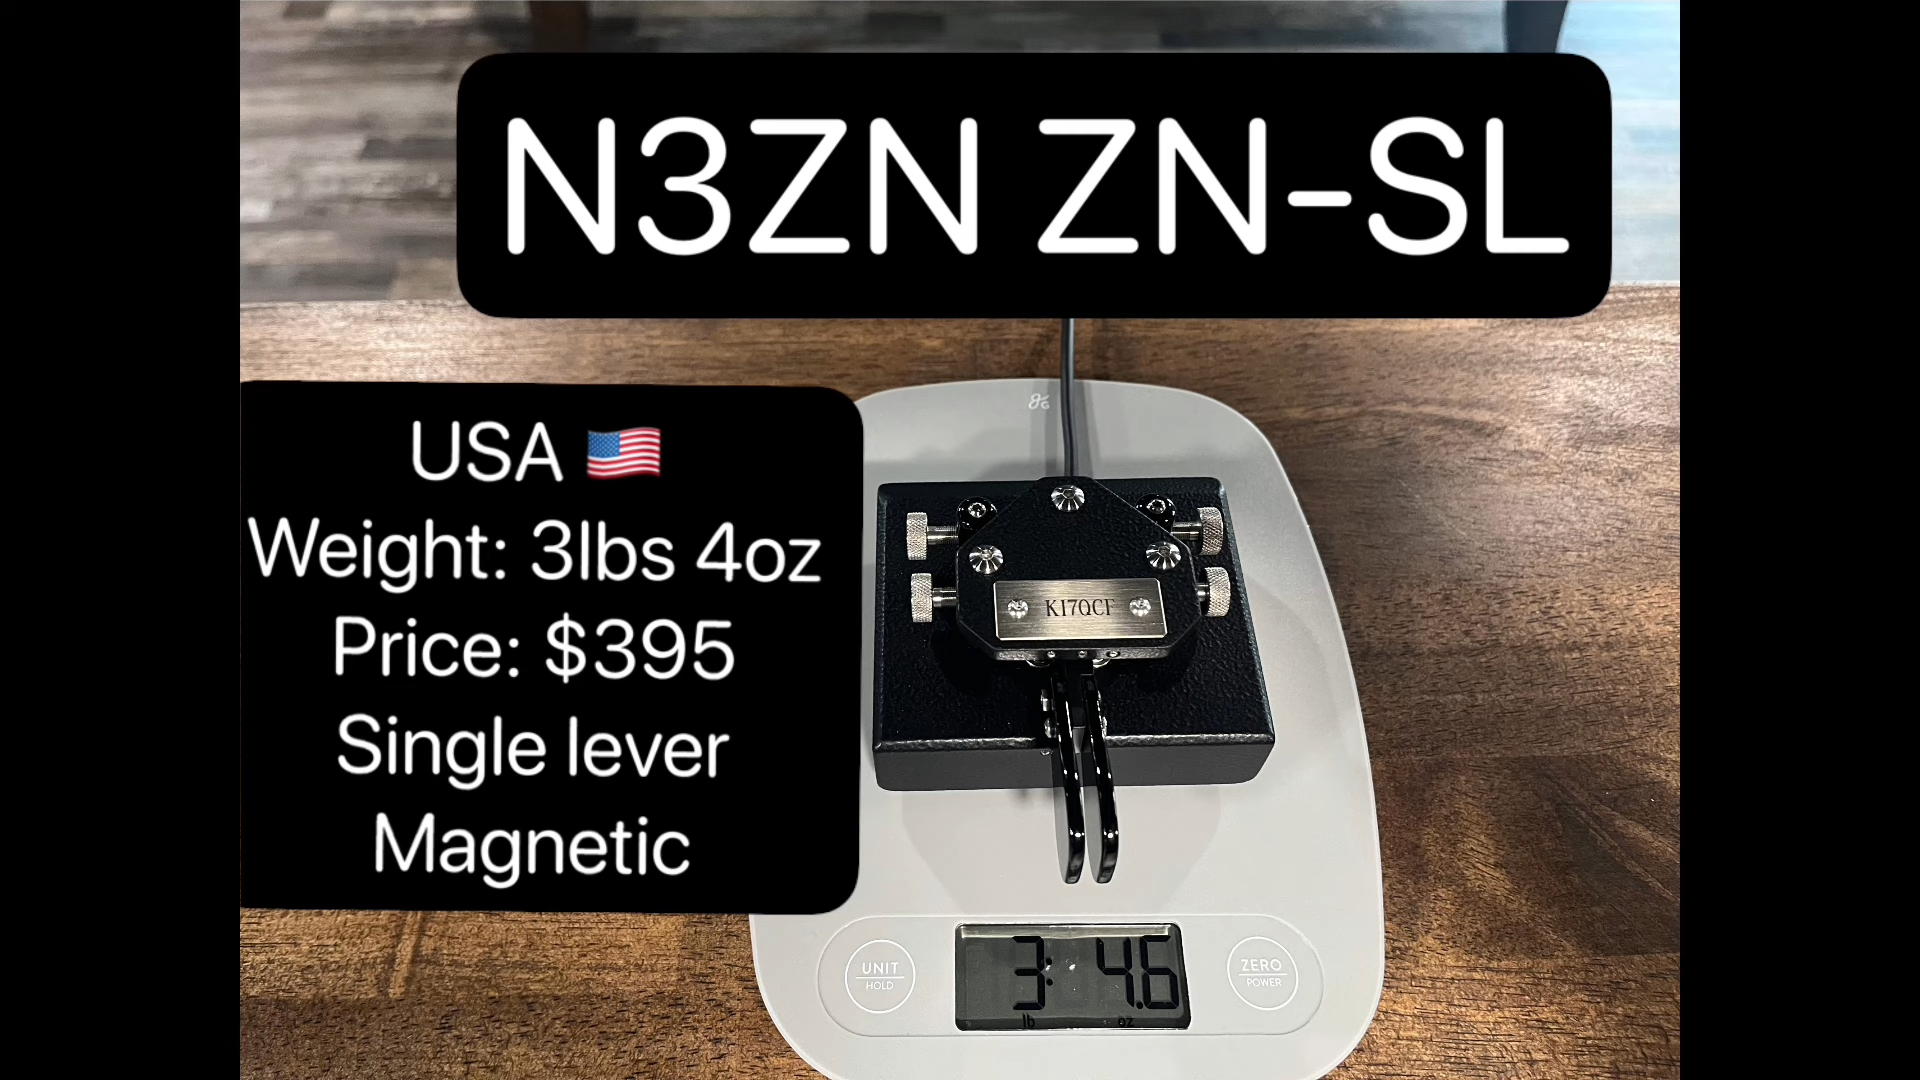 N3ZN ZN-SL
USA 🇺🇸
Weight: 3lbs 4oz
Price: $395
Single lever
Magnetic
KI7QCF
UNIT
HOLD
3: 4.6
lb oz
ZERO
POWER